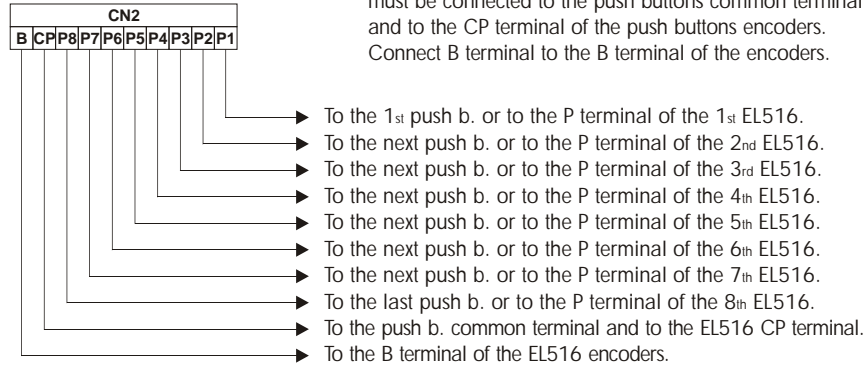 must be connected to the push buttons common terminal
and to the CP terminal of the push buttons encoders.
Connect B terminal to the B terminal of the encoders.
CN2
B CP P8 P7 P6 P5 P4 P3 P2 P1
To the 1st push b. or to the P terminal of the 1st EL516.
To the next push b. or to the P terminal of the 2nd EL516.
To the next push b. or to the P terminal of the 3rd EL516.
To the next push b. or to the P terminal of the 4th EL516.
To the next push b. or to the P terminal of the 5th EL516.
To the next push b. or to the P terminal of the 6th EL516.
To the next push b. or to the P terminal of the 7th EL516.
To the last push b. or to the P terminal of the 8th EL516.
To the push b. common terminal and to the EL516 CP terminal.
To the B terminal of the EL516 encoders.